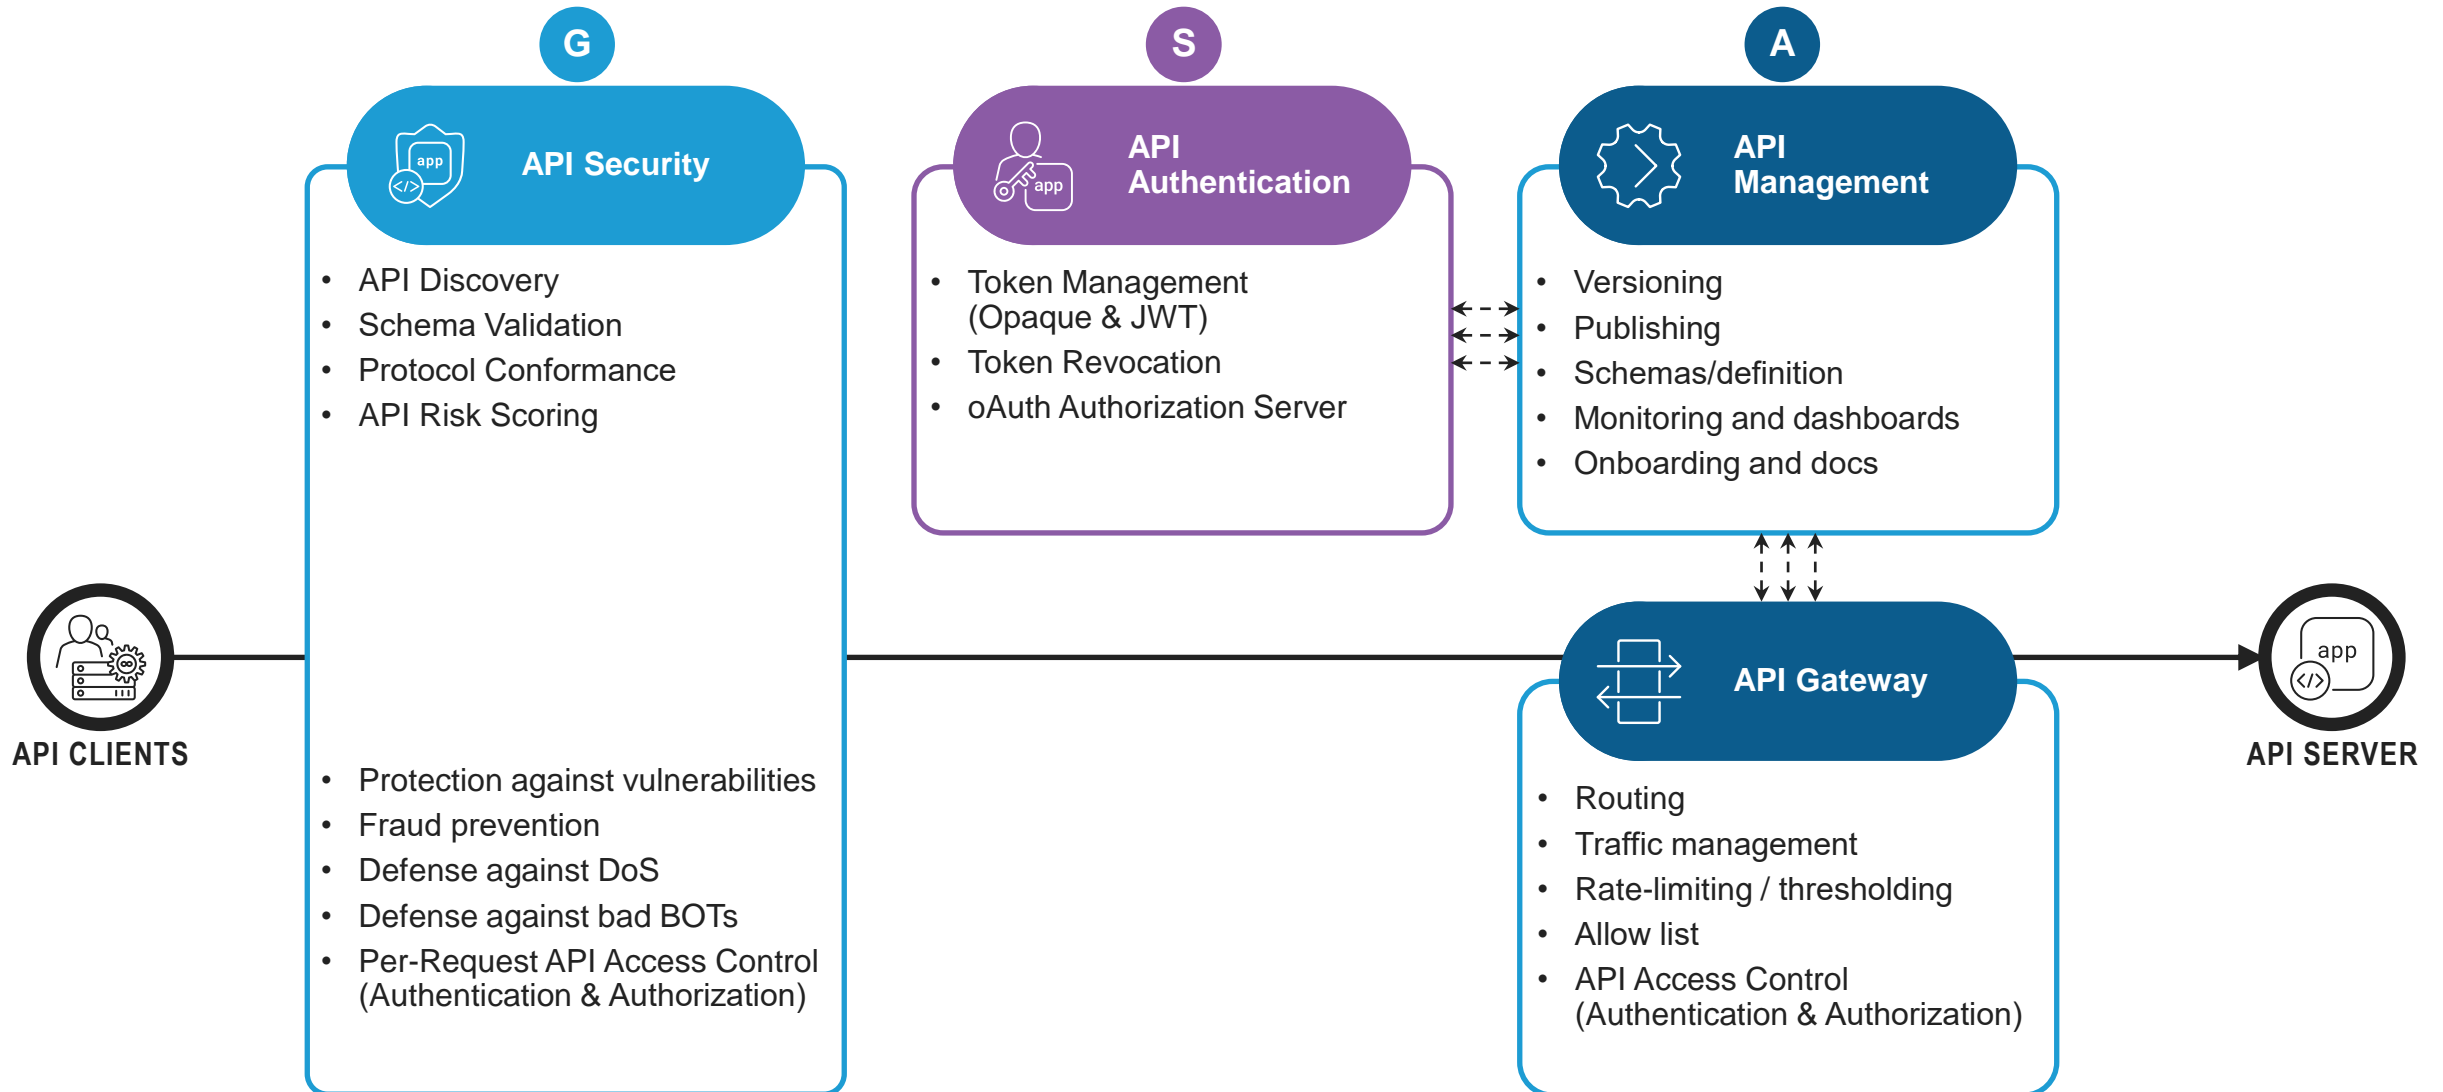 G
app
</>
API Security
• API Discovery
• Schema Validation
• Protocol Conformance
• API Risk Scoring
• Protection against vulnerabilities
• Fraud prevention
• Defense against DoS
• Defense against bad BOTs
• Per-Request API Access Control
(Authentication & Authorization)
S
app
API
Authentication
• Token Management
(Opaque & JWT)
• Token Revocation
• oAuth Authorization Server
A
API
Management
• Versioning
• Publishing
• Schemas/definition
• Monitoring and dashboards
• Onboarding and docs
API Gateway
• Routing
• Traffic management
• Rate-limiting / thresholding
• Allow list
• API Access Control
(Authentication & Authorization)
API CLIENTS
app
</>
API SERVER